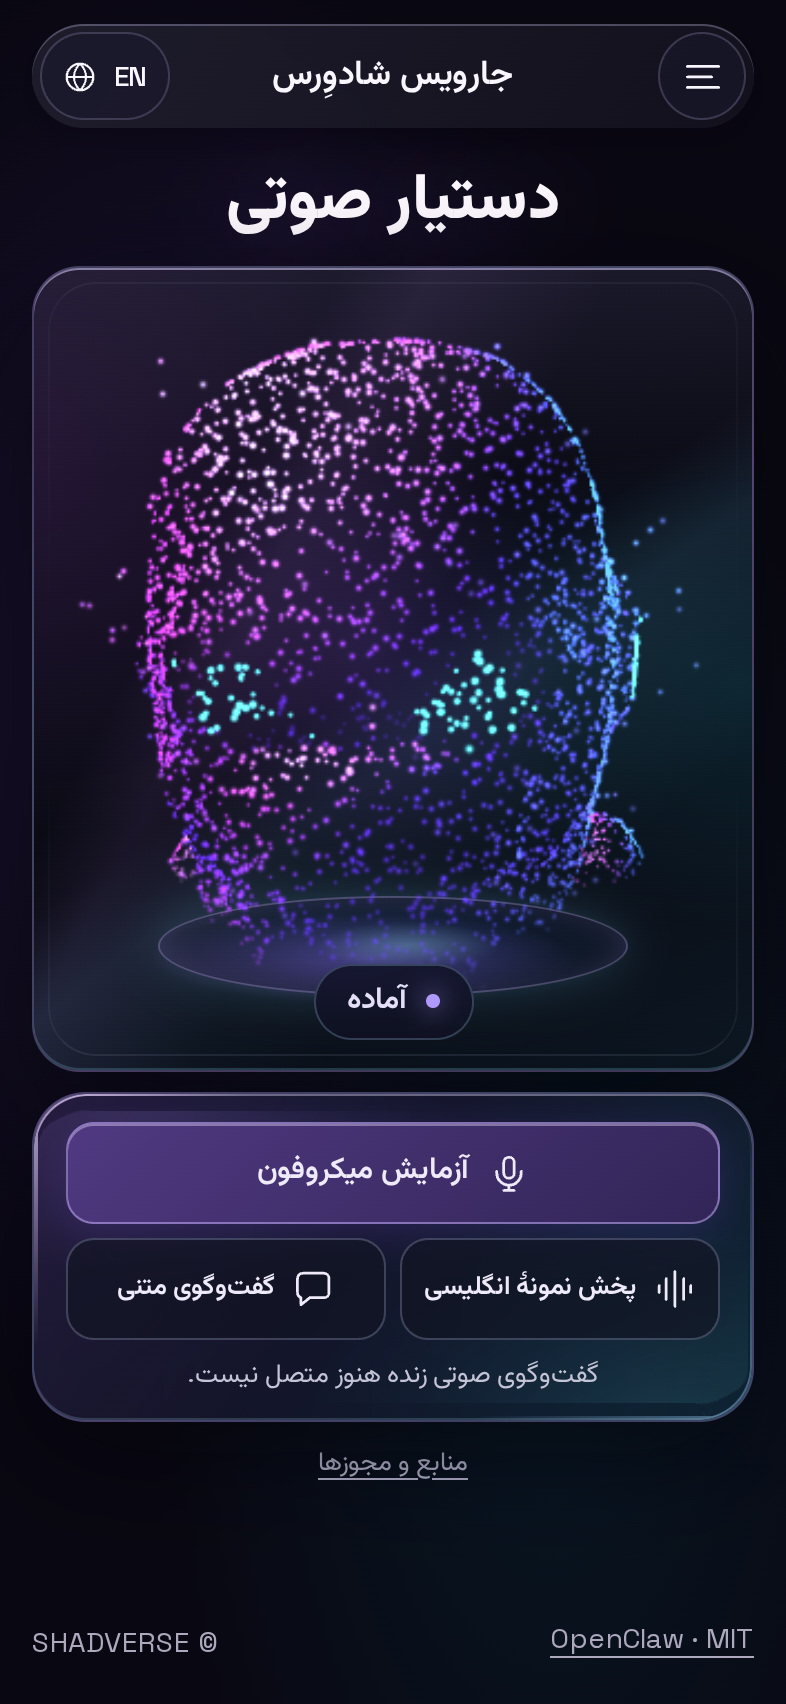 جارویس شادوِرس
EN
دستیار صوتی
آماده
آزمایش میکروفون
پخش نمونهٔ انگلیسی
گفت‌وگوی متنی
گفت‌وگوی صوتی زنده هنوز متصل نیست.
منابع و مجوزها
OpenClaw · MIT
SHADVERSE ©